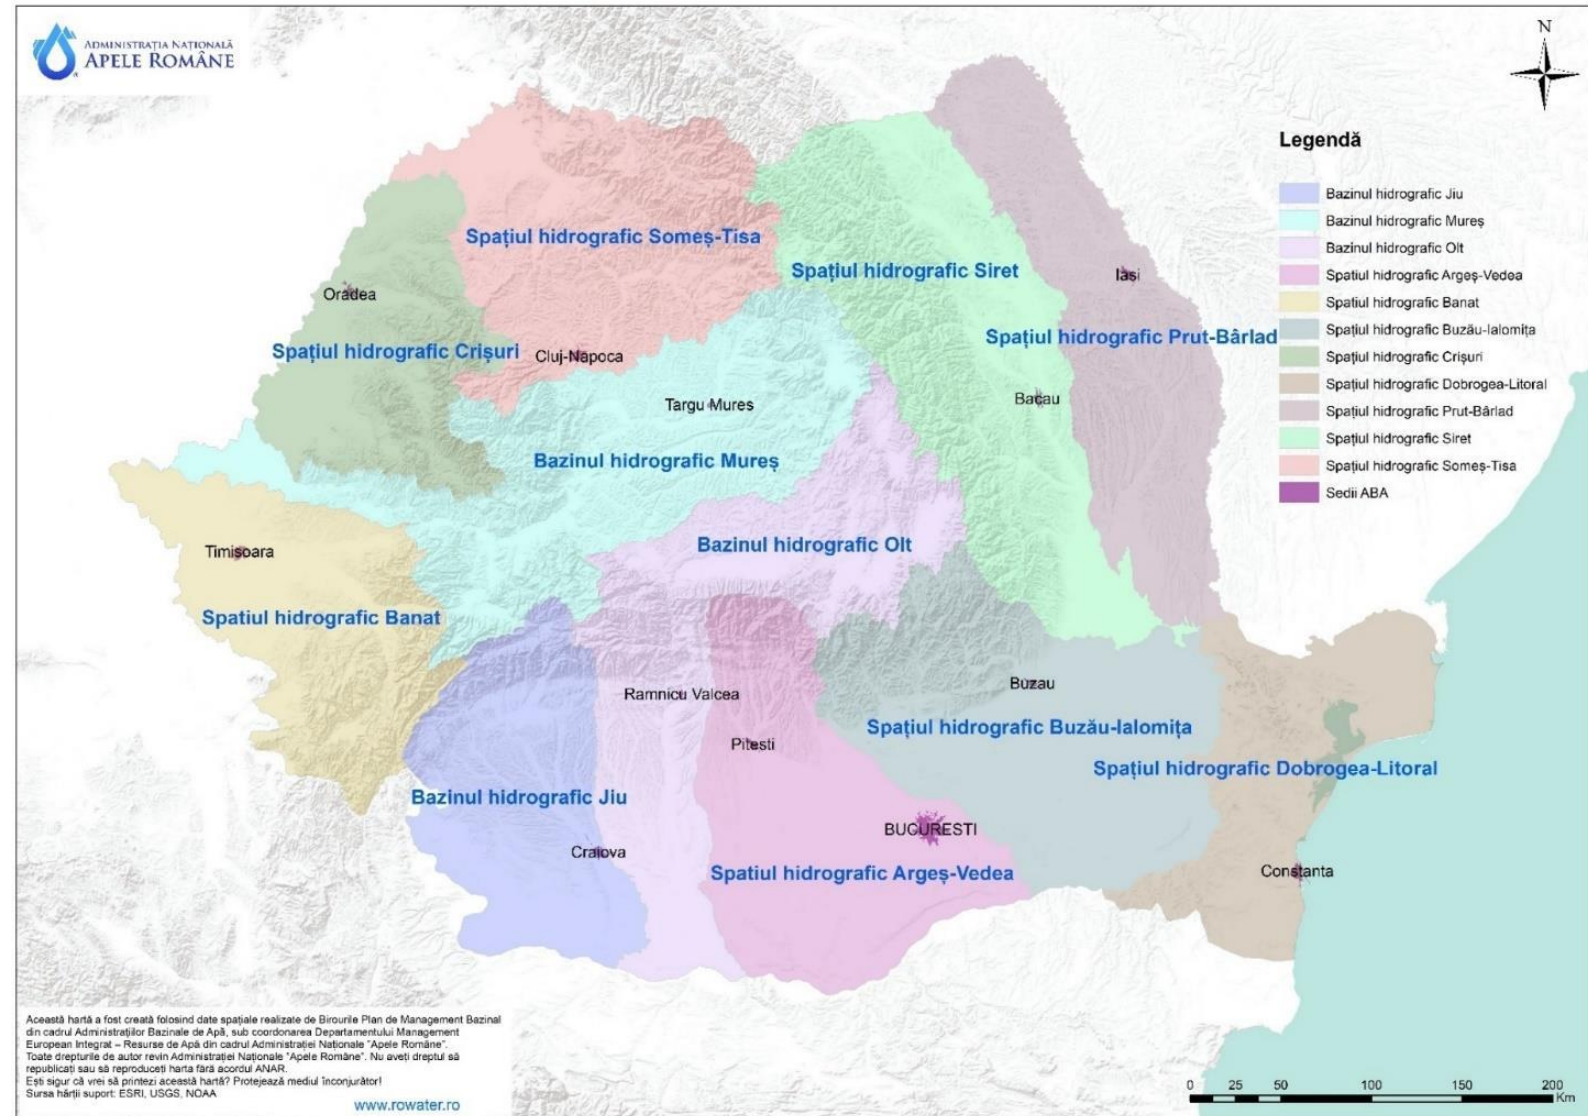 ADMINISTRAȚIA NAȚIONALĂ
APELE ROMÂNE
N
Legendă
Bazinul hidrografic Jiu
Bazinul hidrografic Mureș
Bazinul hidrografic Olt
Spatiul hidrografic Argeș-Vedea
Spatiul hidrografic Banat
Spațiul hidrografic Buzău-Ialomița
Spațiul hidrografic Crișuri
Spațiul hidrografic Dobrogea-Litoral
Spațiul hidrografic Prut-Bârlad
Spațiul hidrografic Siret
Spațiul hidrografic Someș-Tisa
Sedii ABA
Spațiul hidrografic Someș-Tisa
Spațiul hidrografic Siret
Iași
Oradea
Spațiul hidrografic Prut-Bârlad
Spațiul hidrografic Crișuri
Cluj-Napoca
Targu Mures
Bacau
Bazinul hidrografic Mureș
Bazinul hidrografic Olt
Timisoara
Spatiul hidrografic Banat
Ramnicu Valcea
Buzau
Spațiul hidrografic Buzău-Ialomița
Pitesti
Spațiul hidrografic Dobrogea-Litoral
Bazinul hidrografic Jiu
BUCURESTI
Craiova
Spatiul hidrografic Argeș-Vedea
Constanta
Această hartă a fost creată folosind date spațiale realizate de Birourile Plan de Management Bazinal
din cadrul Administrațiilor Bazinale de Apă, sub coordonarea Departamentului Management
European Integrat – Resurse de Apă din cadrul Administrației Naționale "Apele Române".
Toate drepturile de autor revin Administrației Naționale "Apele Române". Nu aveți dreptul să
republicați sau să reproduceți harta fără acordul ANAR.
Ești sigur că vrei să printezi această hartă? Protejează mediul înconjurător!
Sursa hărții suport: ESRI, USGS, NOAA
www.rowater.ro
0 25 50 100 150 200
Km